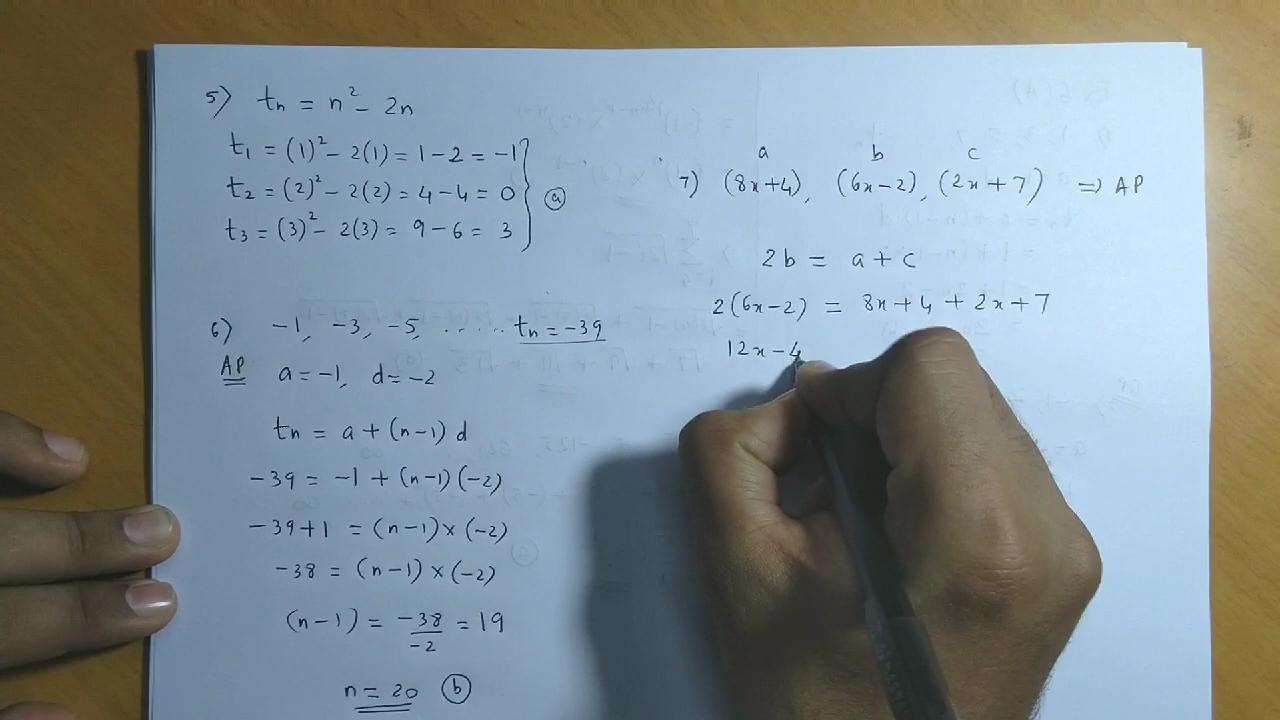 5) tn = n² - 2n
t1 = (1)² - 2(1) = 1 - 2 = -1
t2 = (2)² - 2(2) = 4 - 4 = 0
t3 = (3)² - 2(3) = 9 - 6 = 3
(a)
6) -1, -3, -5, ...... tn = -39
AP a = -1, d = -2
tn = a + (n-1) d
-39 = -1 + (n-1) (-2)
-39+1 = (n-1) × (-2)
-38 = (n-1) × (-2)
(n-1) = -38/-2 = 19
n = 20 (b)
a b c
7) (8x+4), (6x-2), (2x+7) ⇒ AP
2b = a + c
2(6x-2) = 8x+4 + 2x+7
12x-4